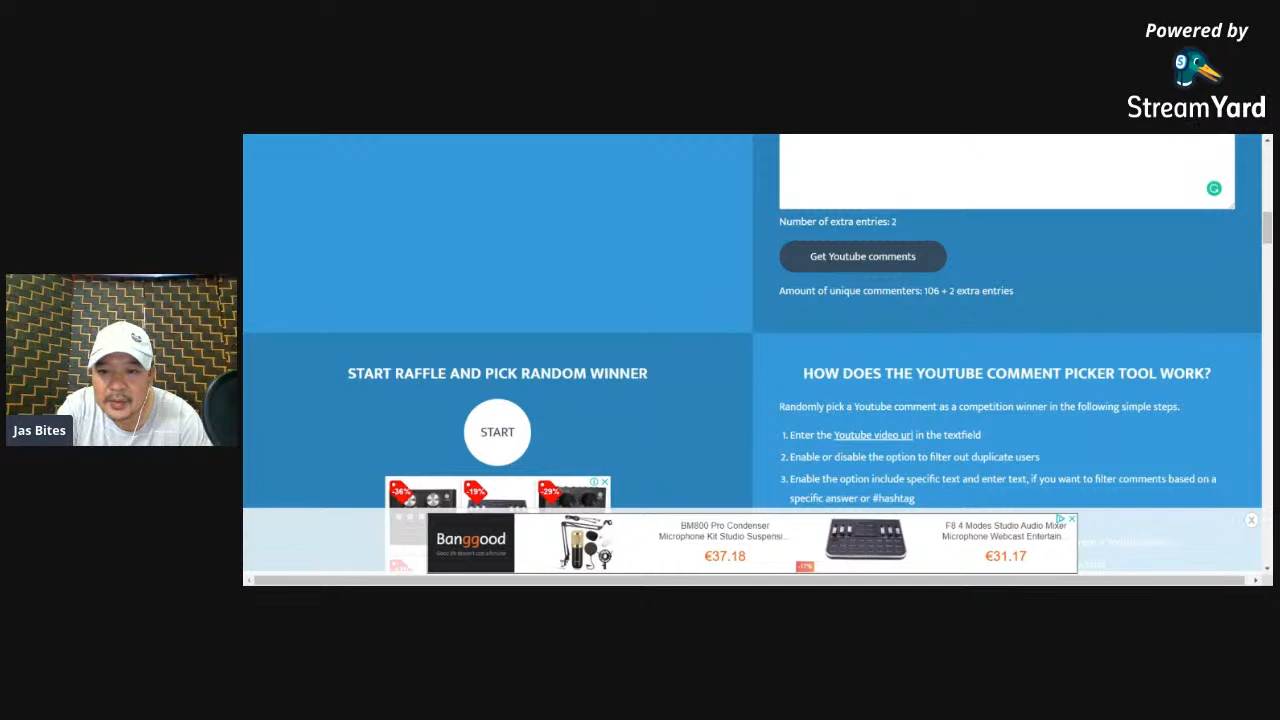 Powered by
StreamYard
Number of extra entries: 2
Get Youtube comments
Amount of unique commenters: 106 + 2 extra entries
START RAFFLE AND PICK RANDOM WINNER
START
HOW DOES THE YOUTUBE COMMENT PICKER TOOL WORK?
Randomly pick a Youtube comment as a competition winner in the following simple steps.
1. Enter the Youtube video url in the textfield
2. Enable or disable the option to filter out duplicate users
3. Enable the option include specific text and enter text, if you want to filter comments based on a
specific answer or #hashtag
Jas Bites
-36%
-19%
-29%
Banggood
BM800 Pro Condenser
Microphone Kit Studio Suspensi...
€37.18
-17%
F8 4 Modes Studio Audio Mixer
Microphone Webcast Entertain...
€31.17